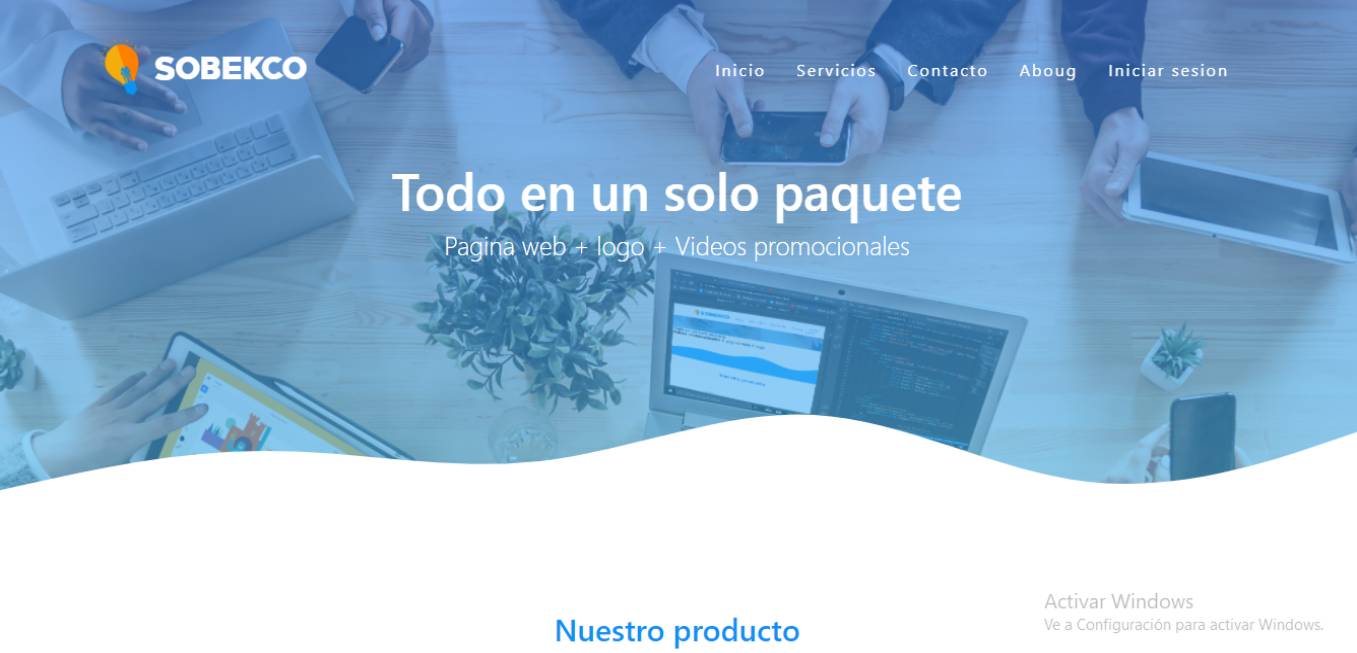 SOBEKCO
Inicio Servicios Contacto Aboug Iniciar sesion
Todo en un solo paquete
Pagina web + logo + Videos promocionales
Nuestro producto
Activar Windows
Ve a Configuración para activar Windows.